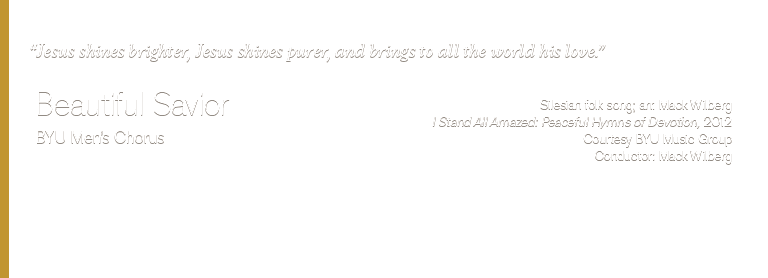 “Jesus shines brighter, Jesus shines purer, and brings to all the world his love.”
Beautiful Savior
BYU Men's Chorus
Silesian folk song; arr. Mack Wilberg
I Stand All Amazed: Peaceful Hymns of Devotion, 2012
Courtesy BYU Music Group
Conductor: Mack Wilberg